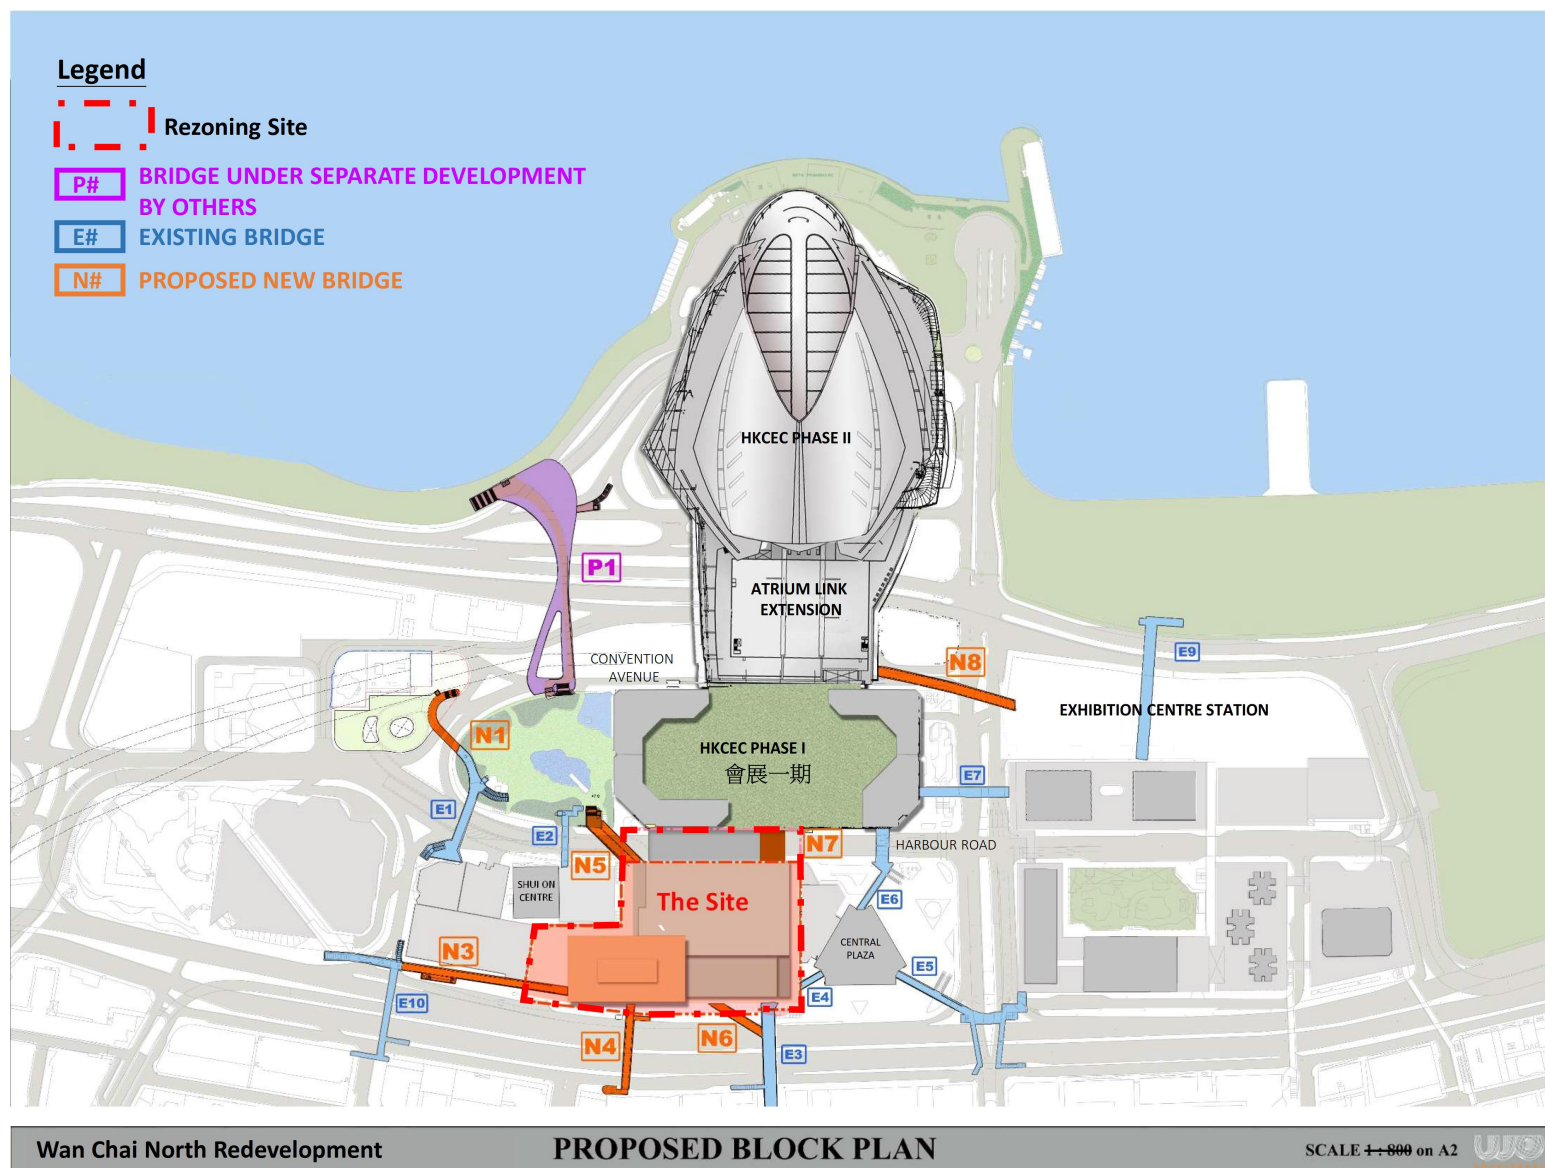 Legend
Rezoning Site
P#
BRIDGE UNDER SEPARATE DEVELOPMENT
BY OTHERS
E#
EXISTING BRIDGE
N#
PROPOSED NEW BRIDGE
HKCEC PHASE II
P1
ATRIUM LINK
EXTENSION
CONVENTION
AVENUE
N8
E9
EXHIBITION CENTRE STATION
N1
HKCEC PHASE I
會展一期
E7
E1
E2
N5
N7
HARBOUR ROAD
SHUI ON
CENTRE
The Site
E6
CENTRAL
PLAZA
N3
E5
E10
E4
N4
N6
E3
Wan Chai North Redevelopment
PROPOSED BLOCK PLAN
SCALE 1 : 800 on A2